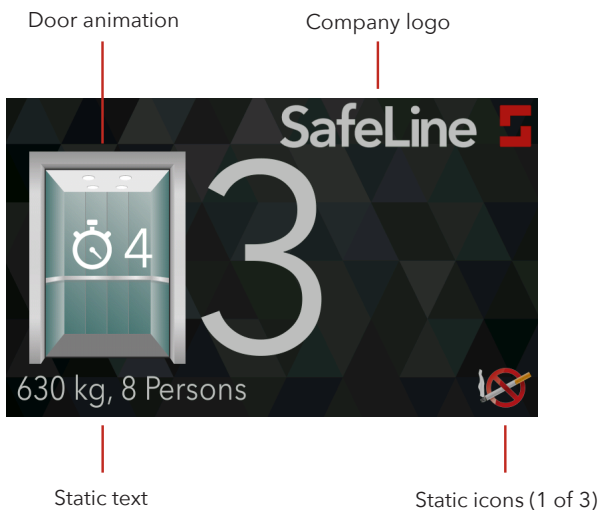 Door animation
Company logo
SafeLine
3
4
630 kg, 8 Persons
Static text
Static icons (1 of 3)